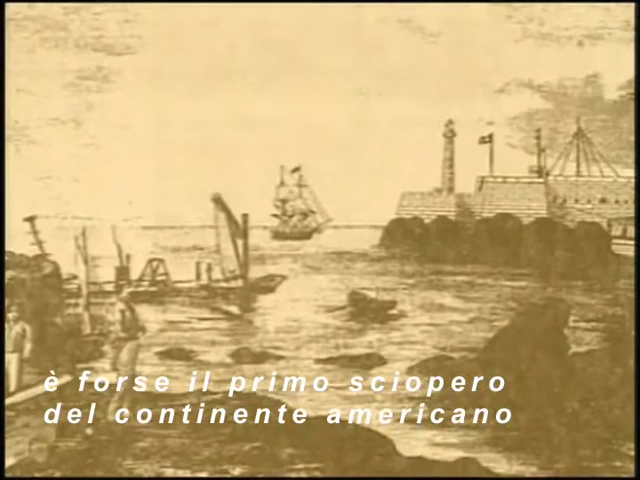 è forse il primo sciopero
del continente americano